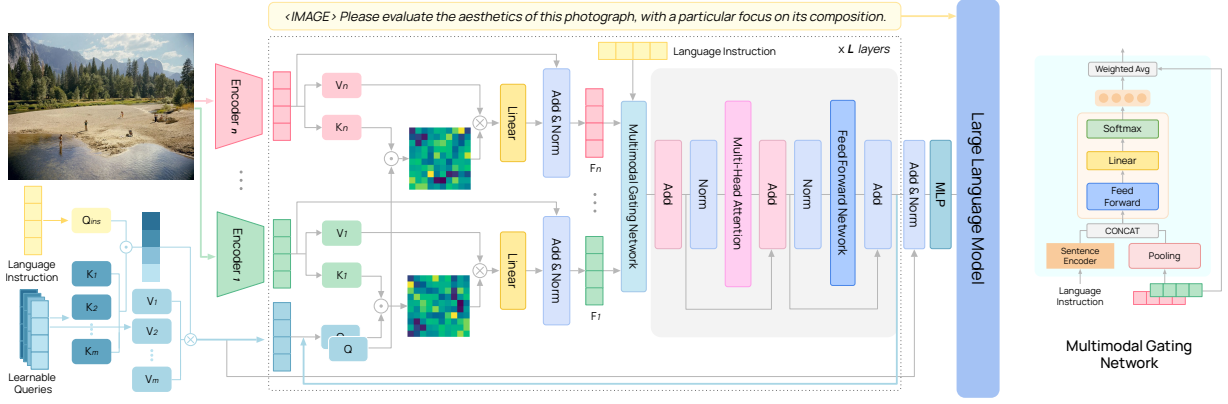 <IMAGE> Please evaluate the aesthetics of this photograph, with a particular focus on its composition.
Language Instruction
x L layers
Encoder n
Vn
Kn
Linear
Add & Norm
Fn
Multimodal Gating Network
Add
Norm
Multi-Head Attention
Add
Norm
Feed Forward Network
Add
Add & Norm
MLP
Large Language Model
Encoder 1
V1
K1
Linear
Add & Norm
F1
Q
Q
Language
Instruction
Qins
K1
K2
Km
V1
V2
Vm
Learnable
Queries
Weighted Avg
Softmax
Linear
Feed
Forward
CONCAT
Sentence
Encoder
Pooling
Language
Instruction
Multimodal Gating
Network